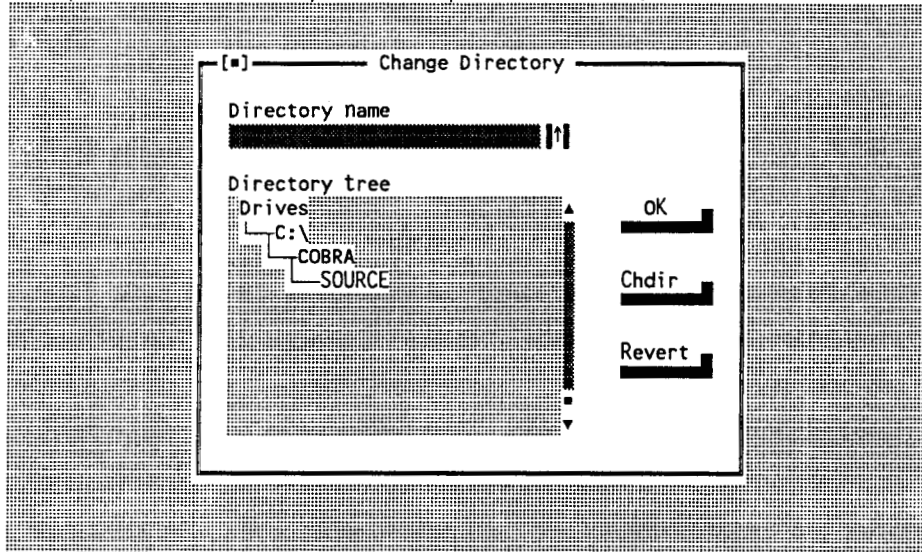 [■] Change Directory
Directory name
↑
Directory tree
Drives
C:\
COBRA
SOURCE
oK
Chdir
Revert